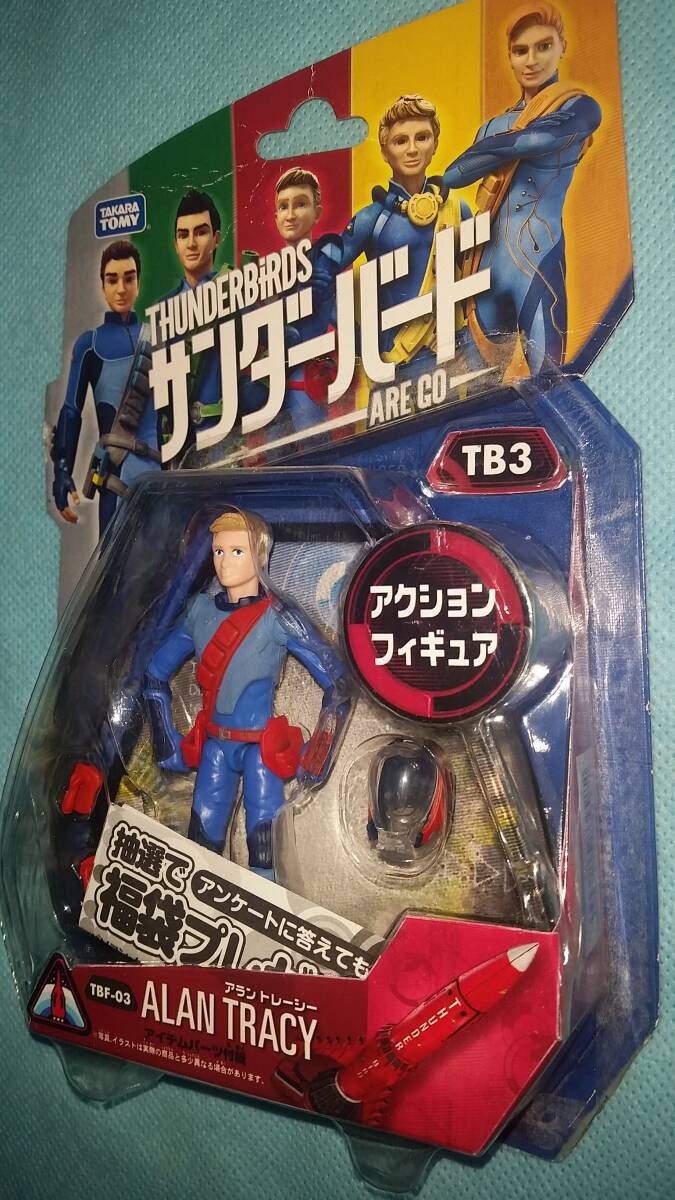 TAKARA
TOMY
THUNDERBiRDS
サンダーバード
ARE GO
TB3
アクション
フィギュア
抽選で
アンケートに答えても
福袋プレ
TBF-03
アラン トレーシー
ALAN TRACY
アイテムパーツ付属
※写真、イラストは実際の商品と多少異なる場合があります。
THUNDER